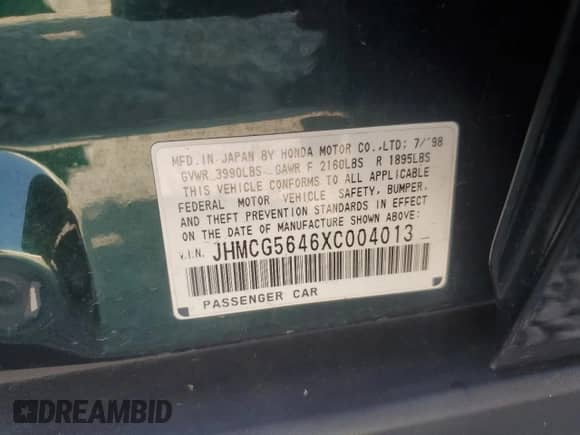 MFD.IN JAPAN BY HONDA MOTOR CO.,LTD; 7/'98
GVWR 3990LBS GAWR F 2160LBS R 1895LBS
THIS VEHICLE CONFORMS TO ALL APPLICABLE
FEDERAL MOTOR VEHICLE SAFETY, BUMPER,
AND THEFT PREVENTION STANDARDS IN EFFECT
ON THE DATE OF MANUFACTURE SHOWN ABOVE.
V.I.N. JHMCG5646XC004013
PASSENGER CAR
DREAMBID